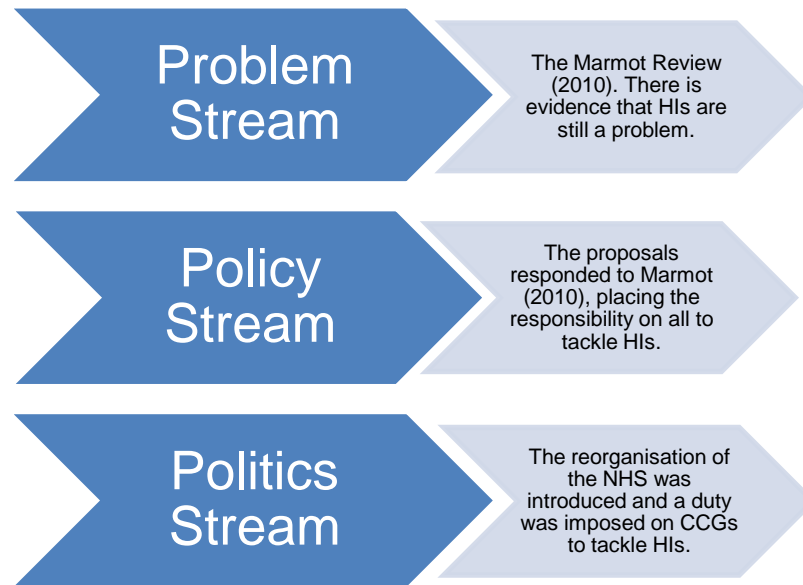 Problem
Stream
The Marmot Review
(2010). There is
evidence that HIs are
still a problem.
Policy
Stream
The proposals
responded to Marmot
(2010), placing the
responsibility on all to
tackle HIs.
Politics
Stream
The reorganisation of
the NHS was
introduced and a duty
was imposed on CCGs
to tackle HIs.